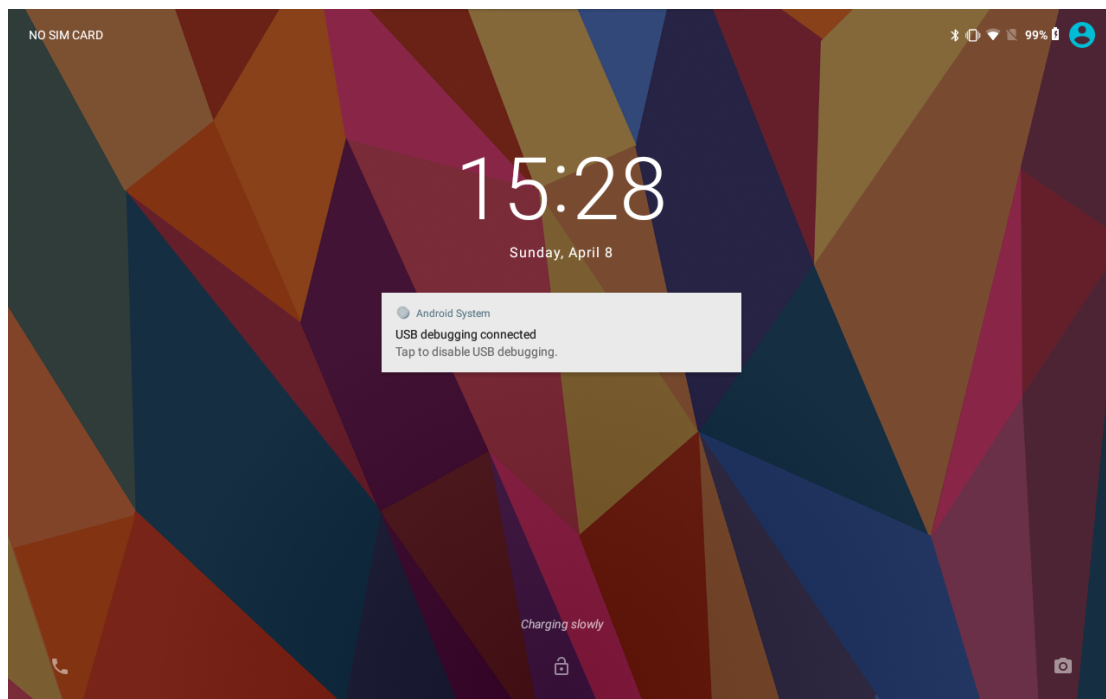 NO SIM CARD
99%
15:28
Sunday, April 8
Android System
USB debugging connected
Tap to disable USB debugging.
Charging slowly